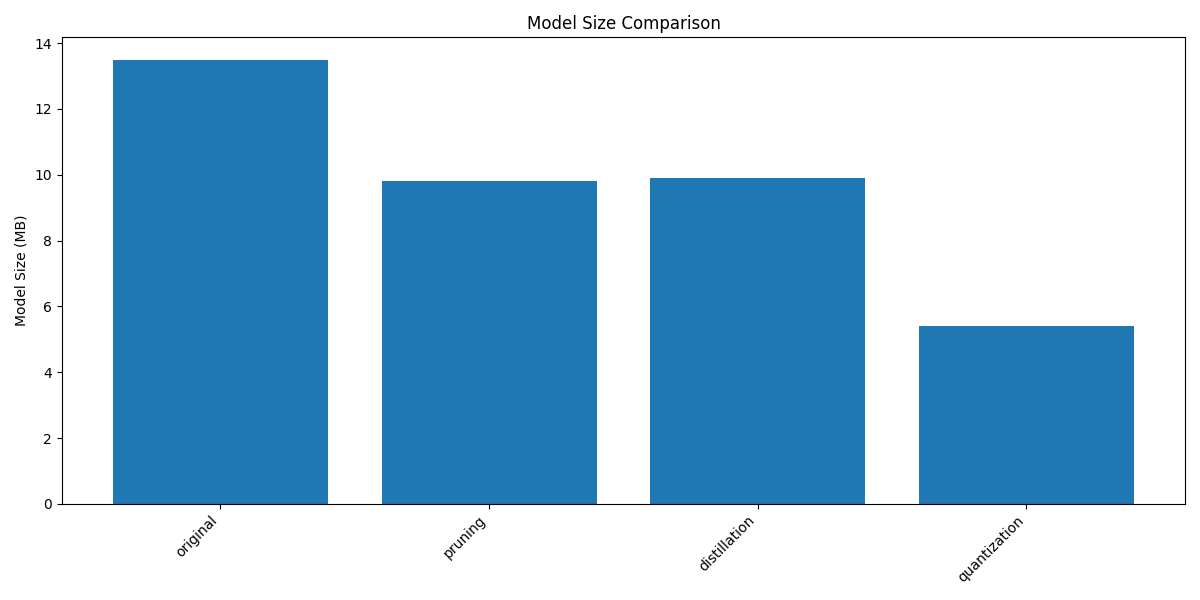 Model Size Comparison
Model Size (MB)
14
12
10
8
6
4
2
0
original
pruning
distillation
quantization